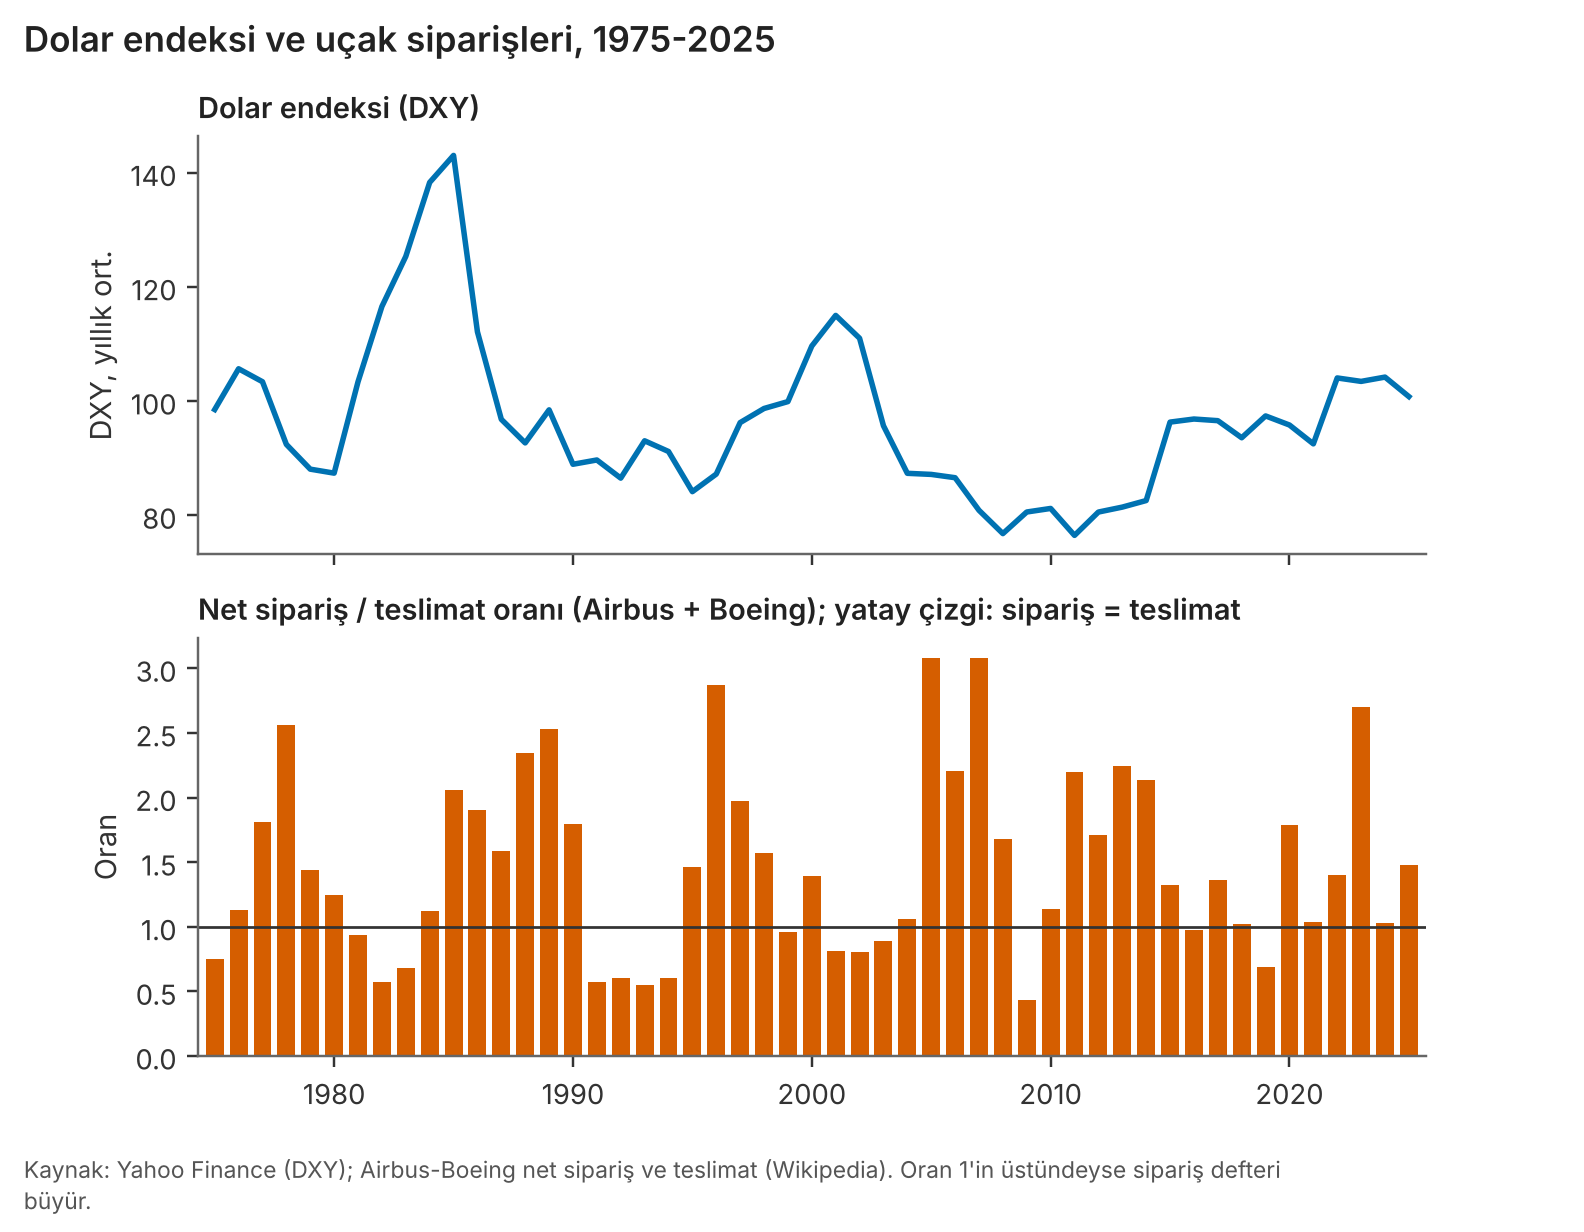 Dolar endeksi ve uçak siparişleri, 1975-2025
Dolar endeksi (DXY)
DXY, yıllık ort.
140
120
100
80
Net sipariş / teslimat oranı (Airbus + Boeing); yatay çizgi: sipariş = teslimat
Oran
3.0
2.5
2.0
1.5
1.0
0.5
0.0
1980
1990
2000
2010
2020
Kaynak: Yahoo Finance (DXY); Airbus-Boeing net sipariş ve teslimat (Wikipedia). Oran 1'in üstündeyse sipariş defteri
büyür.